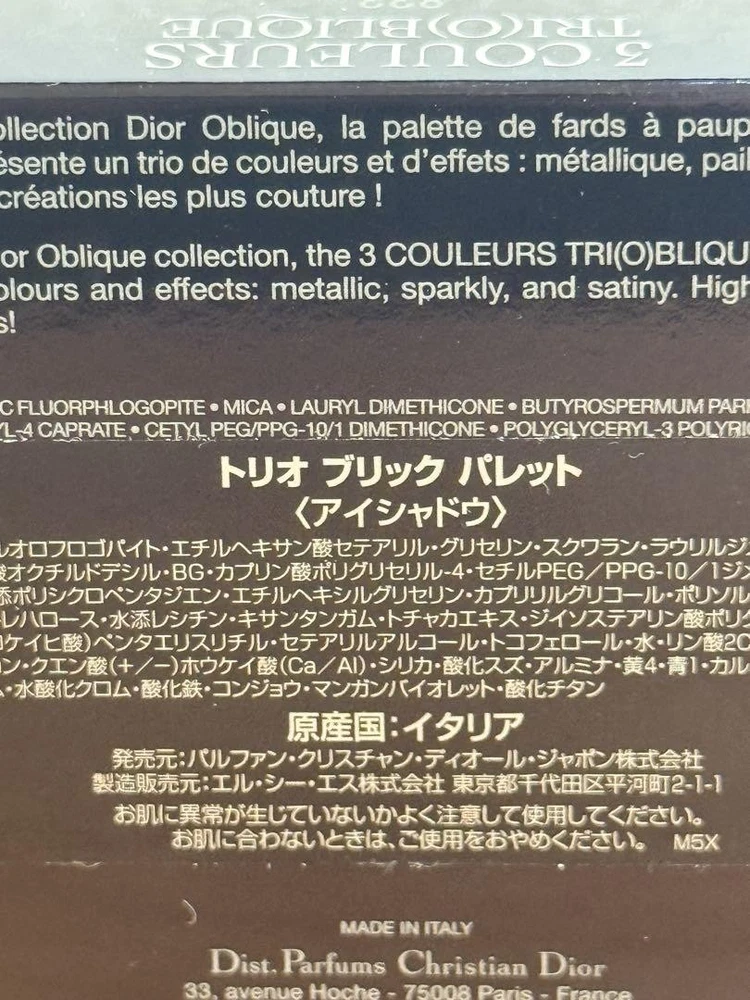 3 COULEURS
TRI(O)BLIQUE
ollection Dior Oblique, la palette de fards à paup
ésente un trio de couleurs et d'effets : métallique, pail
créations les plus couture !
or Oblique collection, the 3 COULEURS TRI(O)BLIQU
olours and effects: metallic, sparkly, and satiny. High
s!
C FLUORPHLOGOPITE • MICA • LAURYL DIMETHICONE • BUTYROSPERMUM PAR
YL-4 CAPRATE • CETYL PEG/PPG-10/1 DIMETHICONE • POLYGLYCERYL-3 POLYRIC
トリオ ブリック パレット
〈アイシャドウ〉
ルオロフロゴパイト・エチルヘキサン酸セテアリル・グリセリン・スクワラン・ラウリルジ
酸オクチルドデシル・BG・カプリン酸ポリグリセリル-4・セチルPEG/PPG-10/1ジメ
添ポリシクロペンタジエン・エチルヘキシルグリセリン・カプリリルグリコール・ポリソル
トレハロース・水添レシチン・キサンタンガム・トチャカエキス・ジイソステアリン酸ポリ
ロケイヒ酸)ペンタエリスリチル・セテアリルアルコール・トコフェロール・水・リン酸2C
ン・クエン酸(+/-)ホウケイ酸(Ca/Al)・シリカ・酸化スズ・アルミナ・黄4・青1・カル
ム・水酸化クロム・酸化鉄・コンジョウ・マンガンバイオレット・酸化チタン
原産国:イタリア
発売元:パルファン・クリスチャン・ディオール・ジャポン株式会社
製造販売元:エル・シー・エス株式会社 東京都千代田区平河町2-1-1
お肌に異常が生じていないかよく注意して使用してください。
お肌に合わないときは、ご使用をおやめください。 M5X
MADE IN ITALY
Dist. Parfums Christian Dior
33, avenue Hoche - 75008 Paris - France